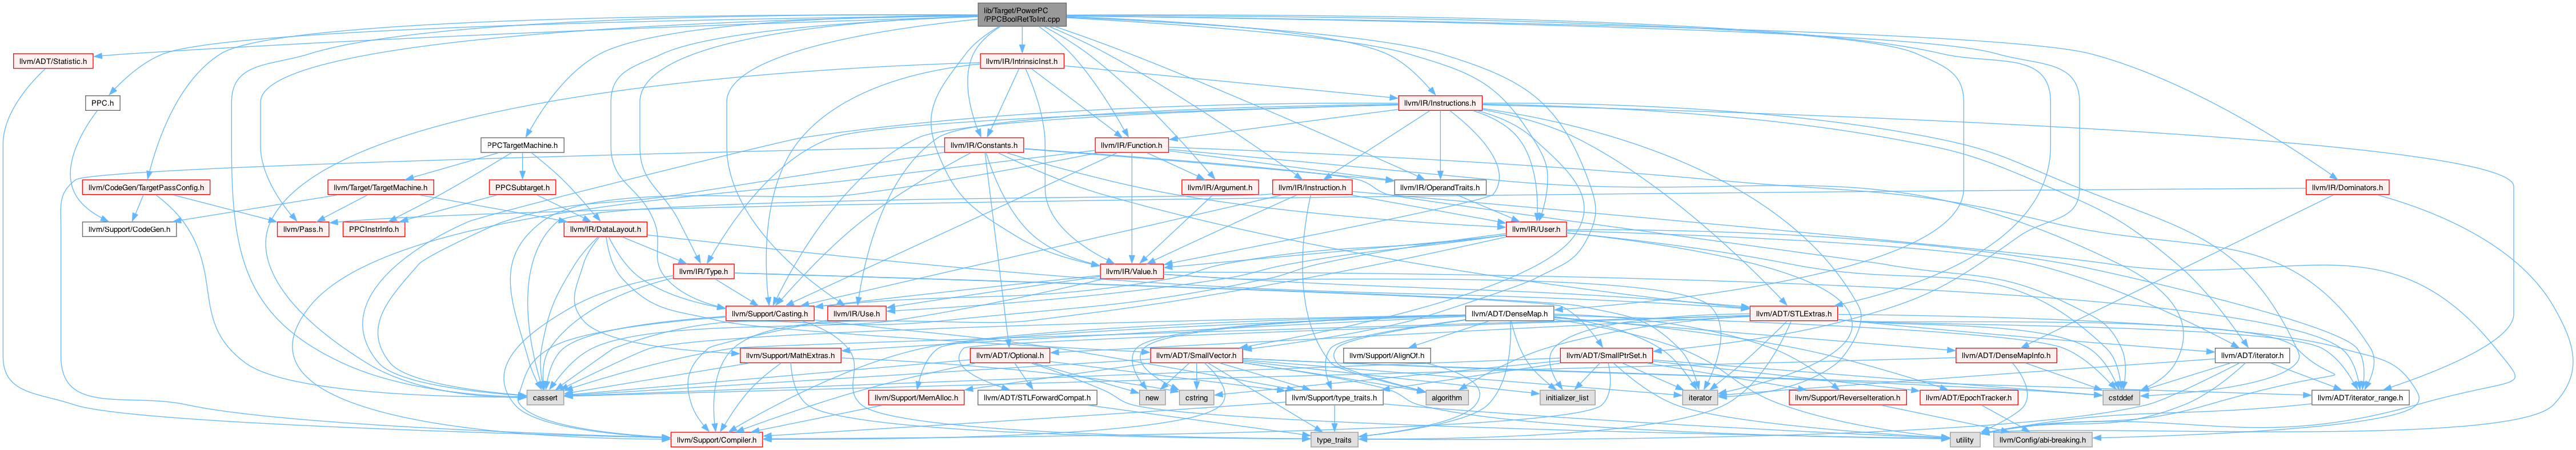 lib/Target/PowerPC
/PPCBoolRetToInt.cpp
llvm/ADT/Statistic.h
llvm/IR/IntrinsicInst.h
PPC.h
llvm/IR/Instructions.h
PPCTargetMachine.h
llvm/IR/Constants.h
llvm/IR/Function.h
llvm/CodeGen/TargetPassConfig.h
llvm/Target/TargetMachine.h
PPCSubtarget.h
llvm/IR/Argument.h
llvm/IR/Instruction.h
llvm/IR/OperandTraits.h
llvm/IR/Dominators.h
llvm/Support/CodeGen.h
llvm/Pass.h
PPCInstrInfo.h
llvm/IR/DataLayout.h
llvm/IR/User.h
llvm/IR/Type.h
llvm/IR/Value.h
llvm/Support/Casting.h
llvm/IR/Use.h
llvm/ADT/DenseMap.h
llvm/ADT/STLExtras.h
llvm/Support/MathExtras.h
llvm/ADT/Optional.h
llvm/ADT/SmallVector.h
llvm/Support/AlignOf.h
llvm/ADT/SmallPtrSet.h
llvm/ADT/DenseMapInfo.h
llvm/ADT/iterator.h
cassert
llvm/Support/MemAlloc.h
llvm/ADT/STLForwardCompat.h
new
cstring
llvm/Support/type_traits.h
algorithm
initializer_list
iterator
llvm/Support/ReverseIteration.h
llvm/ADT/EpochTracker.h
cstddef
llvm/ADT/iterator_range.h
llvm/Support/Compiler.h
type_traits
utility
llvm/Config/abi-breaking.h